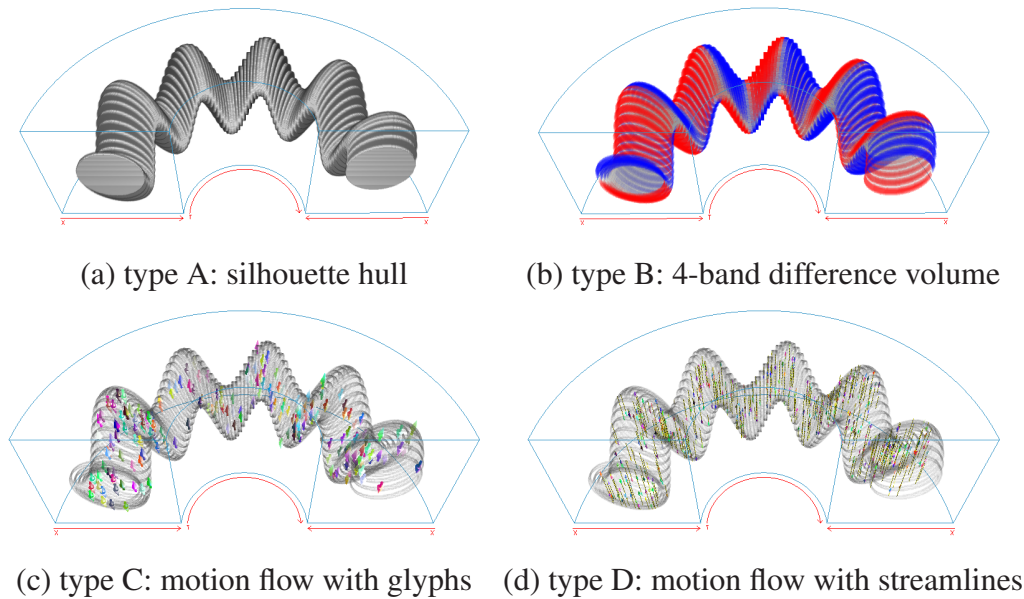 X T X
X T X
(a) type A: silhouette hull
(b) type B: 4-band difference volume
X T X
X T X
(c) type C: motion flow with glyphs
(d) type D: motion flow with streamlines